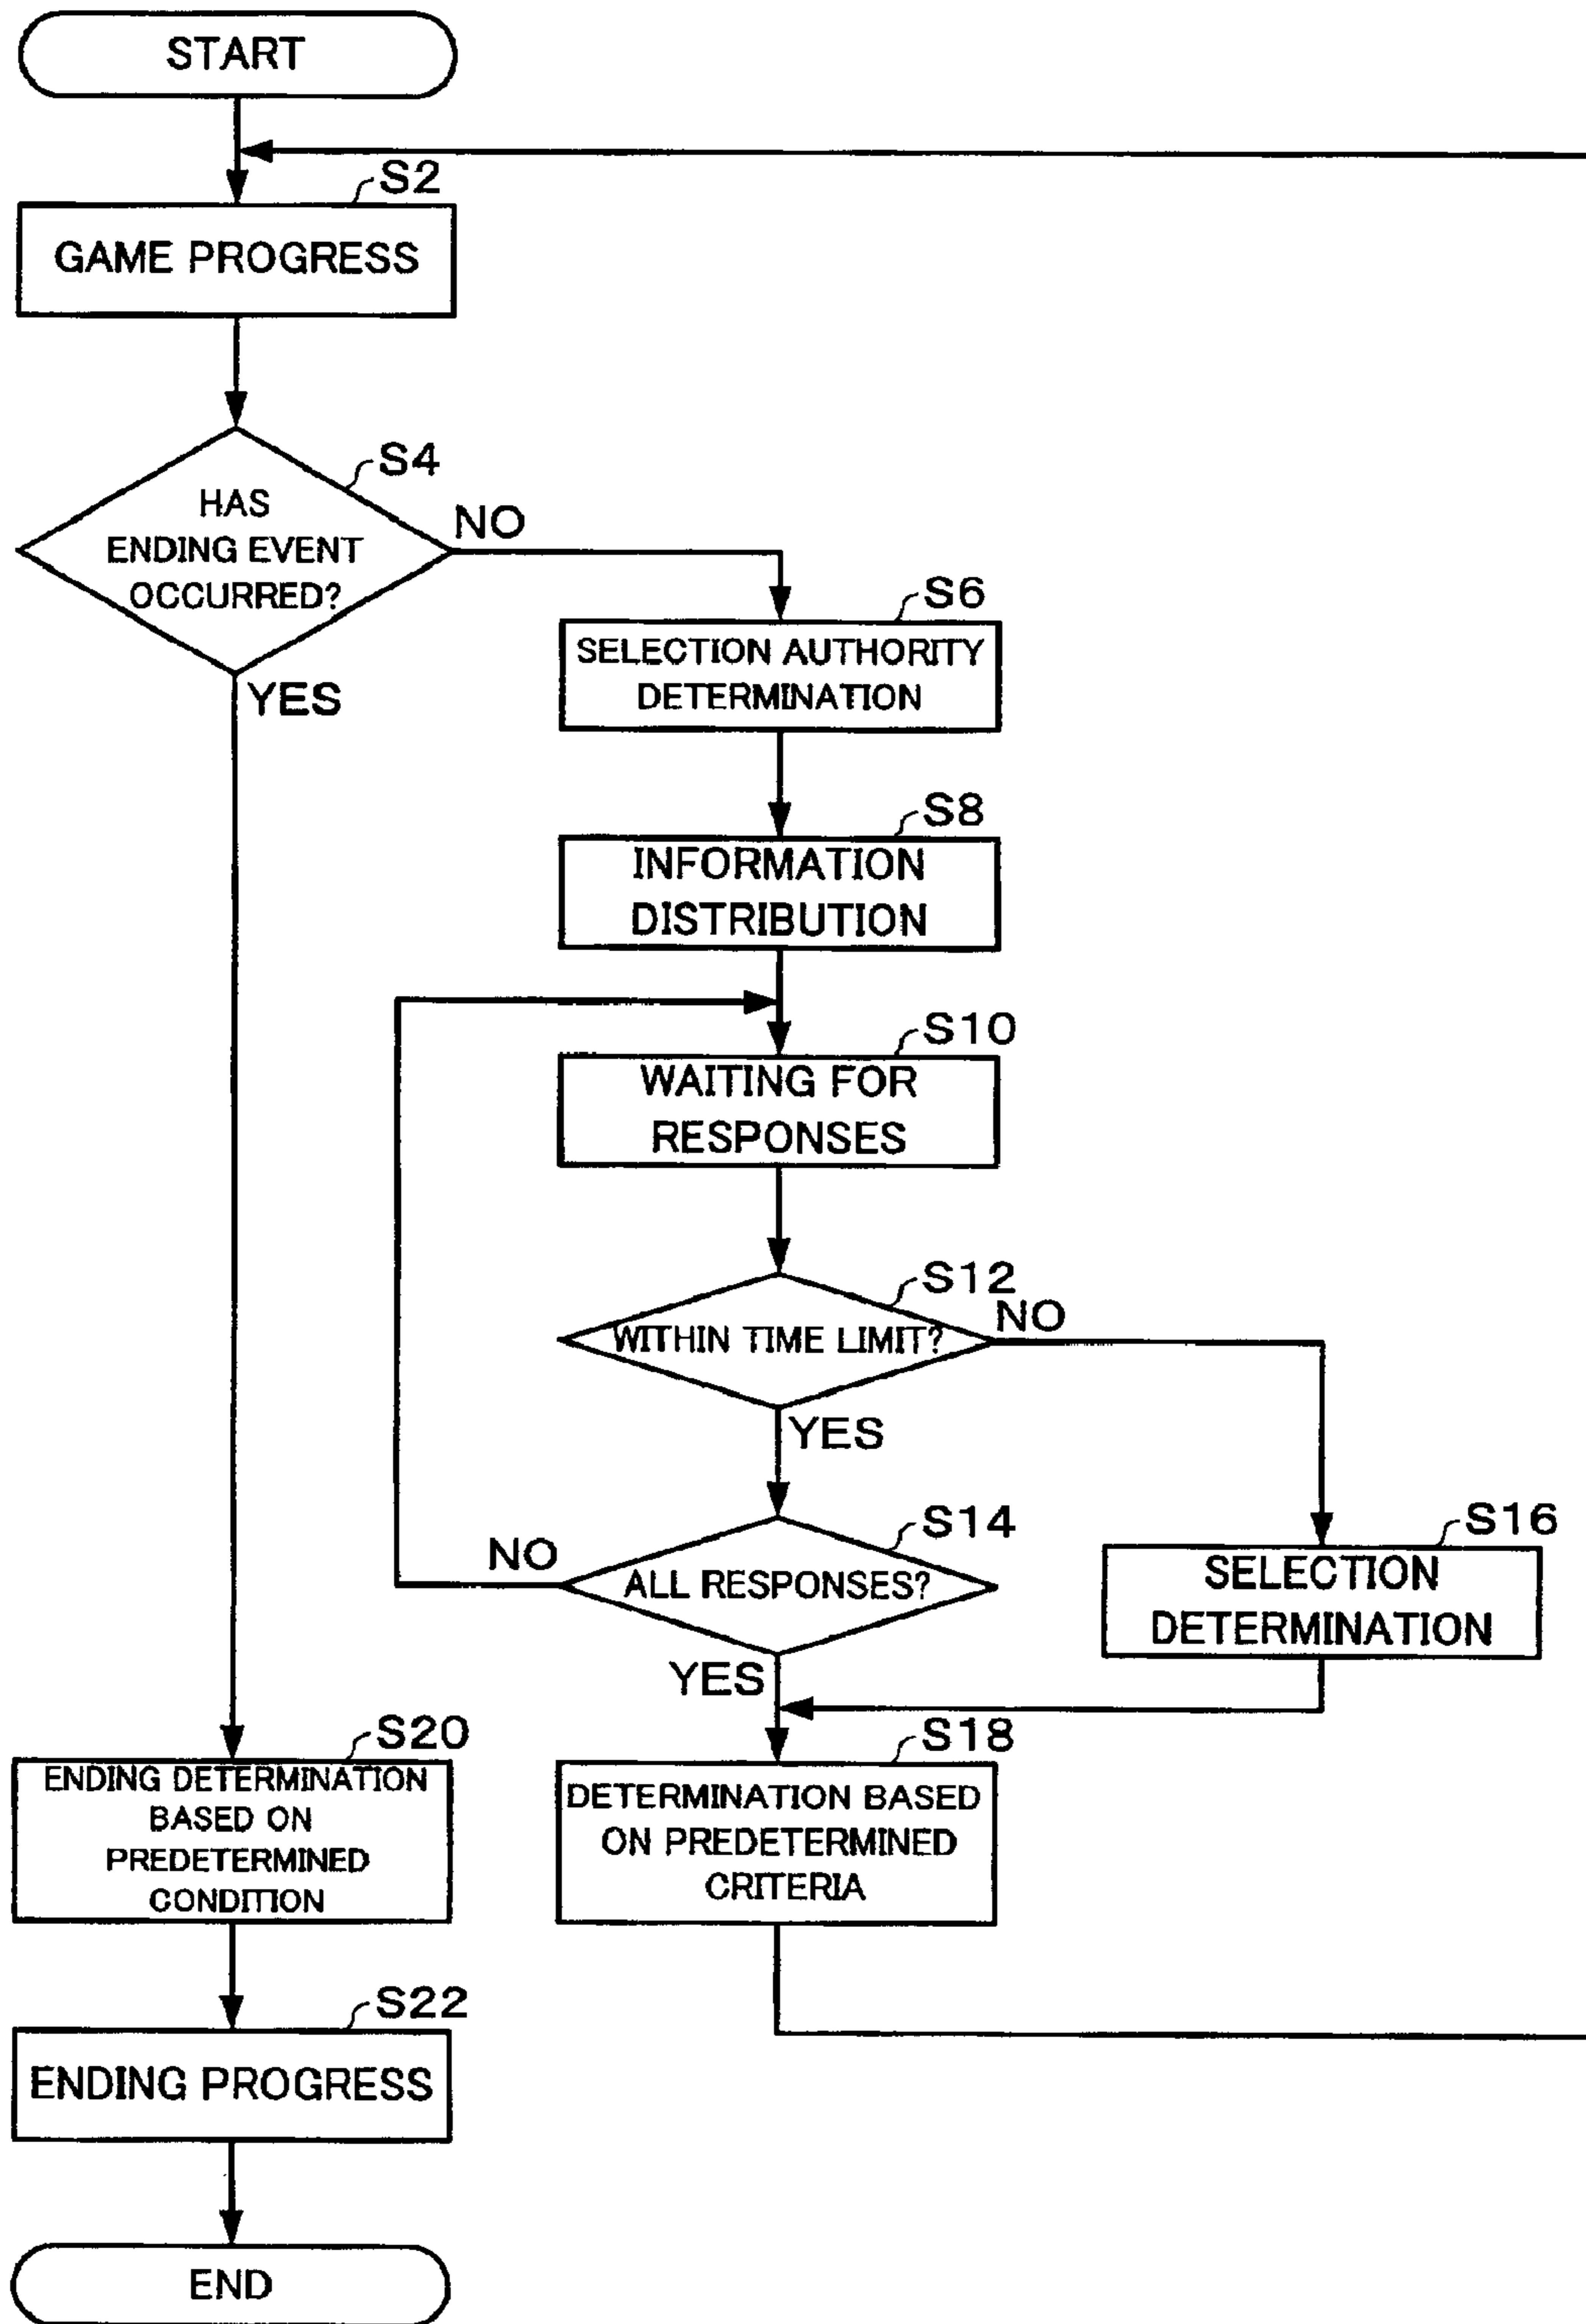 START
S2
GAME PROGRESS
S4
HAS
ENDING EVENT
OCCURRED?
NO
YES
S6
SELECTION AUTHORITY
DETERMINATION
S8
INFORMATION
DISTRIBUTION
S10
WAITING FOR
RESPONSES
S12
WITHIN TIME LIMIT?
NO
YES
S14
ALL RESPONSES?
NO
YES
S16
SELECTION
DETERMINATION
S18
DETERMINATION BASED
ON PREDETERMINED
CRITERIA
S20
ENDING DETERMINATION
BASED ON
PREDETERMINED
CONDITION
S22
ENDING PROGRESS
END